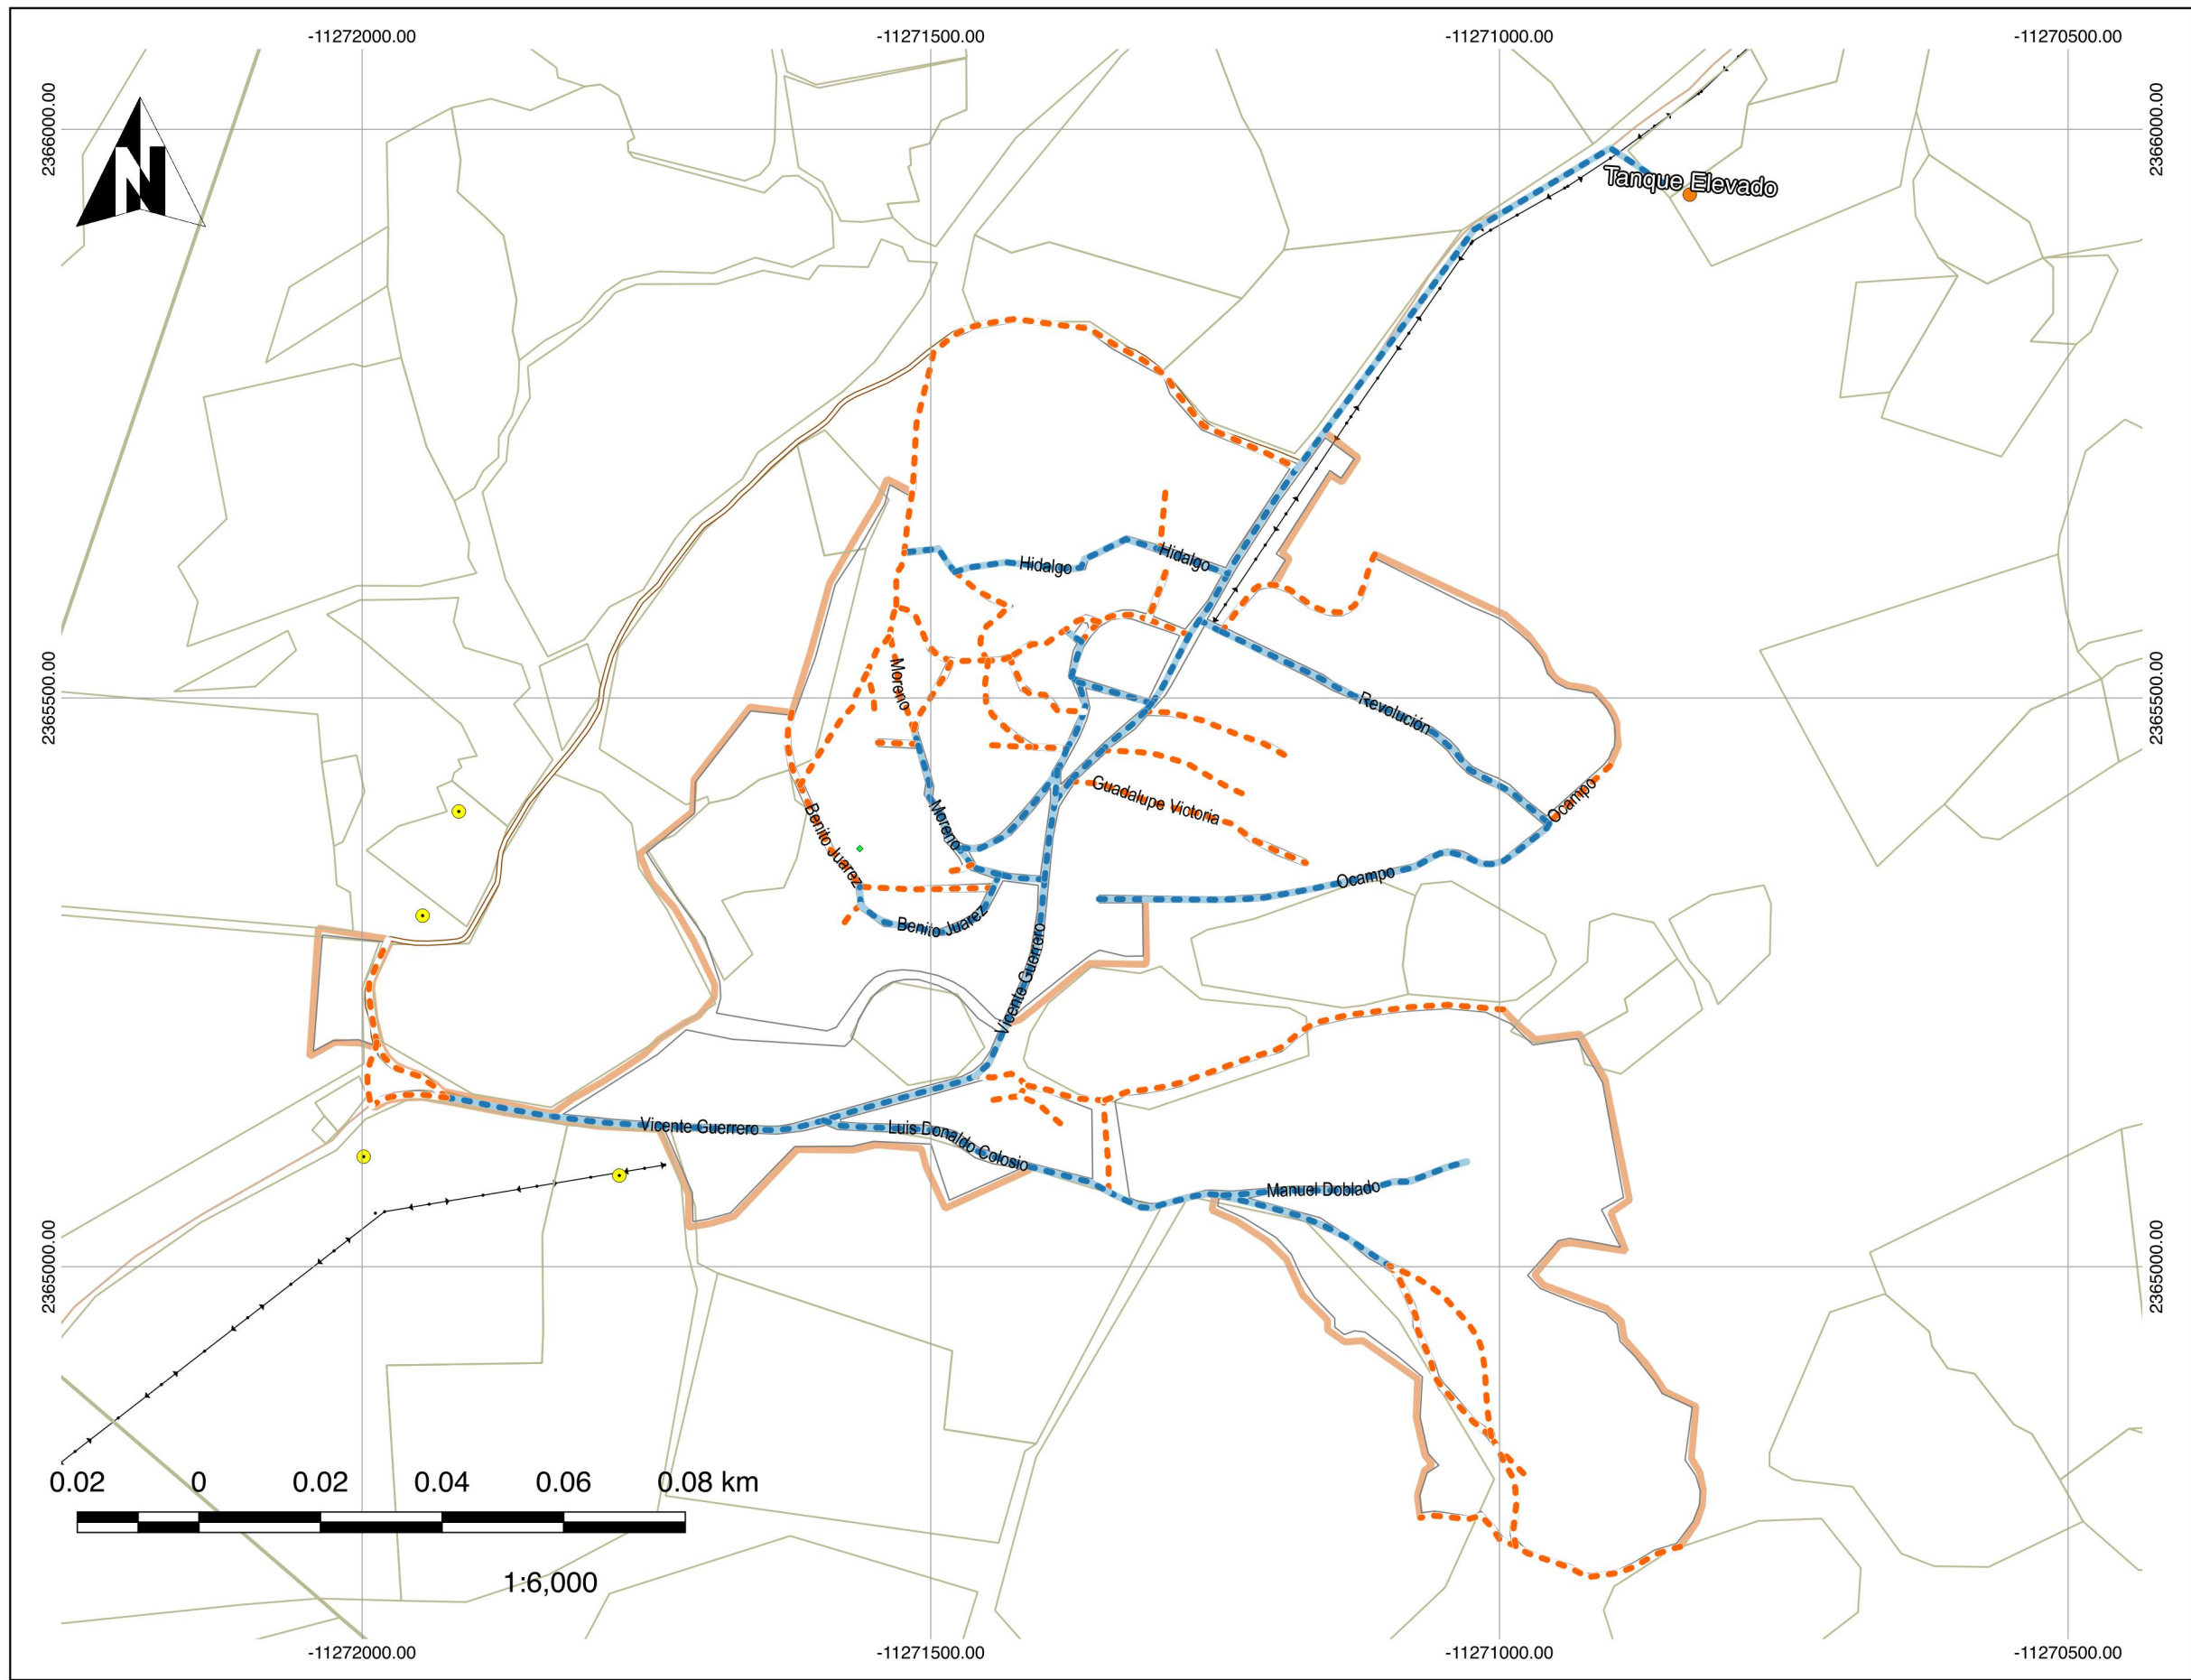 -11272000.00
-11271500.00
-11271000.00
-11270500.00
2366000.00
2366000.00
N
Tanque Elevado
Hidalgo
Hidalgo
2365500.00
2365500.00
Moreno
Revolución
Guadalupe Victoria
Ocampo
Moreno
Benito Juarez
Ocampo
Benito Juarez
Vicente Guerrero
Vicente Guerrero
Luis Donaldo Colosio
Manuel Doblado
2365000.00
2365000.00
0.02 0 0.02 0.04 0.06 0.08 km
1:6,000
-11272000.00
-11271500.00
-11271000.00
-11270500.00